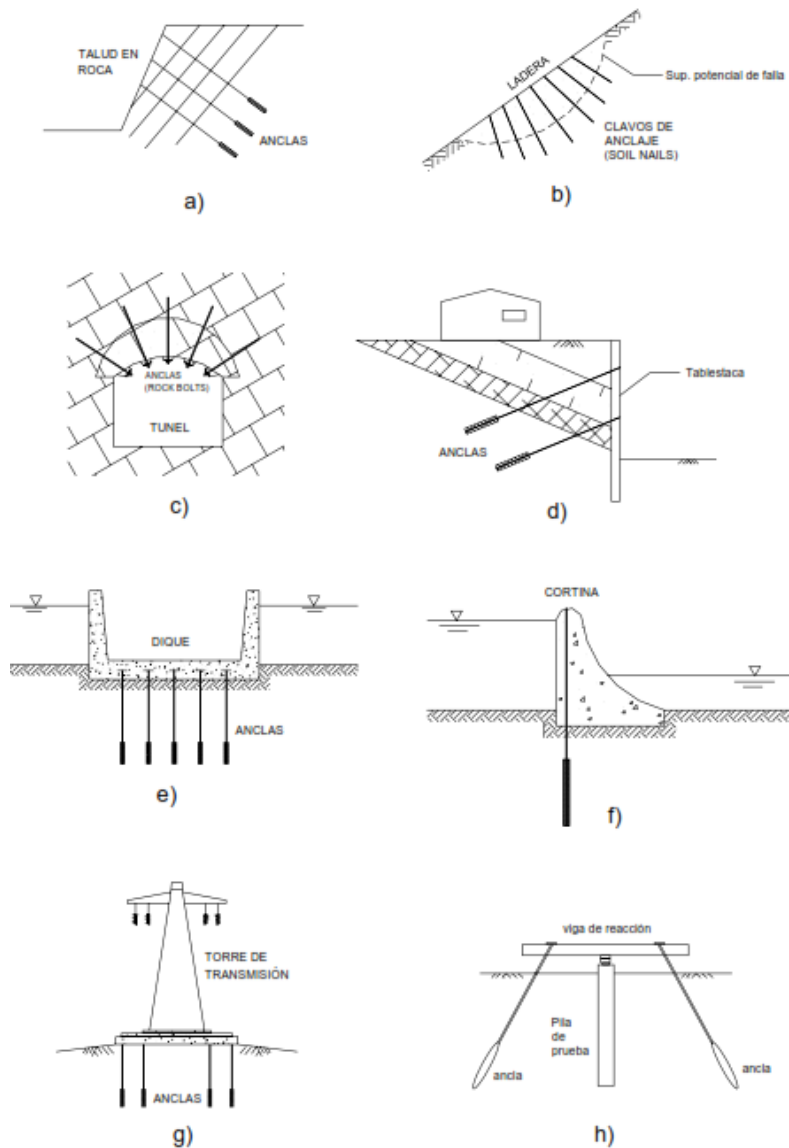 TALUD EN
ROCA
ANCLAS
a)
LADERA
Sup. potencial de falla
CLAVOS DE
ANCLAJE
(SOIL NAILS)
b)
ANCLAS
(ROCK BOLTS)
TUNEL
c)
Tablestaca
ANCLAS
d)
DIQUE
ANCLAS
e)
CORTINA
f)
TORRE DE
TRANSMISIÓN
ANCLAS
g)
viga de reacción
Pila
de
prueba
ancla
ancla
h)